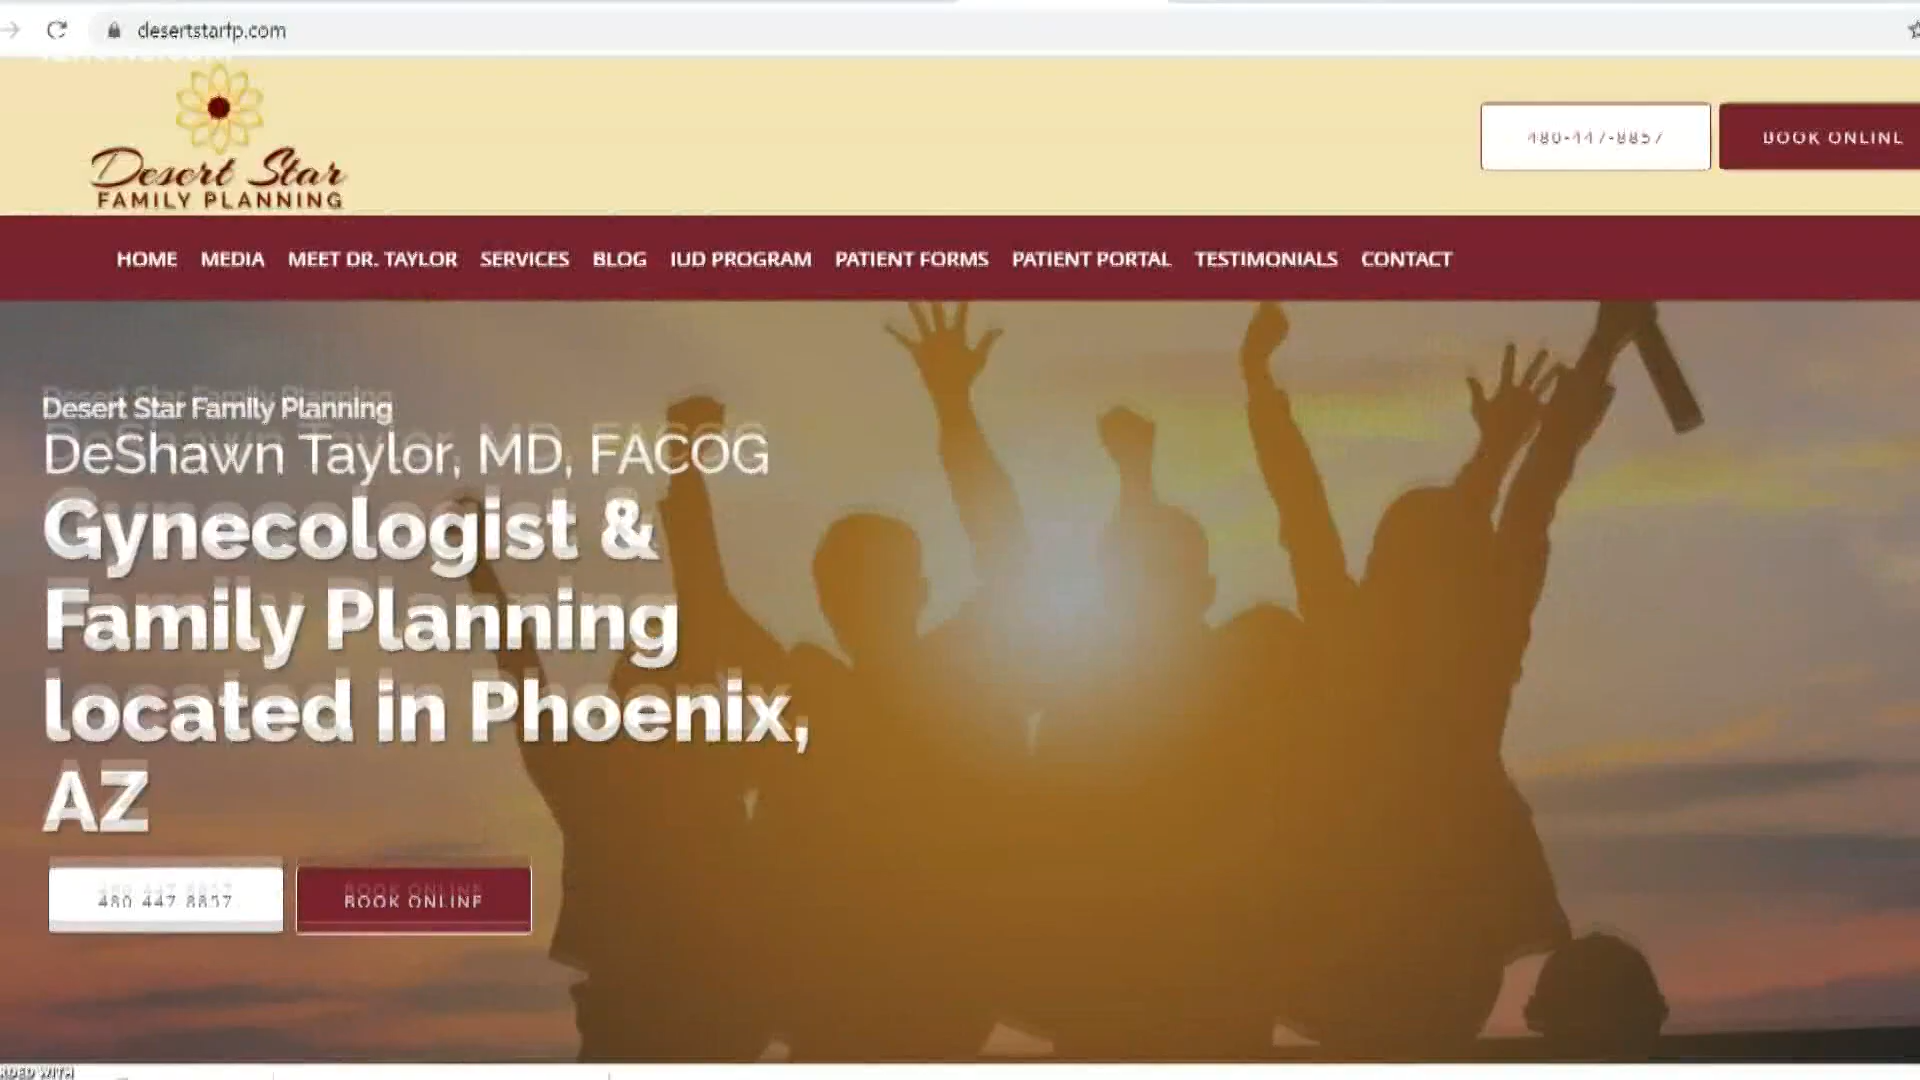 desertstarfp.com
Desert Star
FAMILY PLANNING
480-447-8857
BOOK ONLINE
HOME MEDIA MEET DR. TAYLOR SERVICES BLOG IUD PROGRAM PATIENT FORMS PATIENT PORTAL TESTIMONIALS CONTACT
Desert Star Family Planning
DeShawn Taylor, MD, FACOG
Gynecologist &
Family Planning
located in Phoenix,
AZ
480 447 8857
BOOK ONLINE
WITH